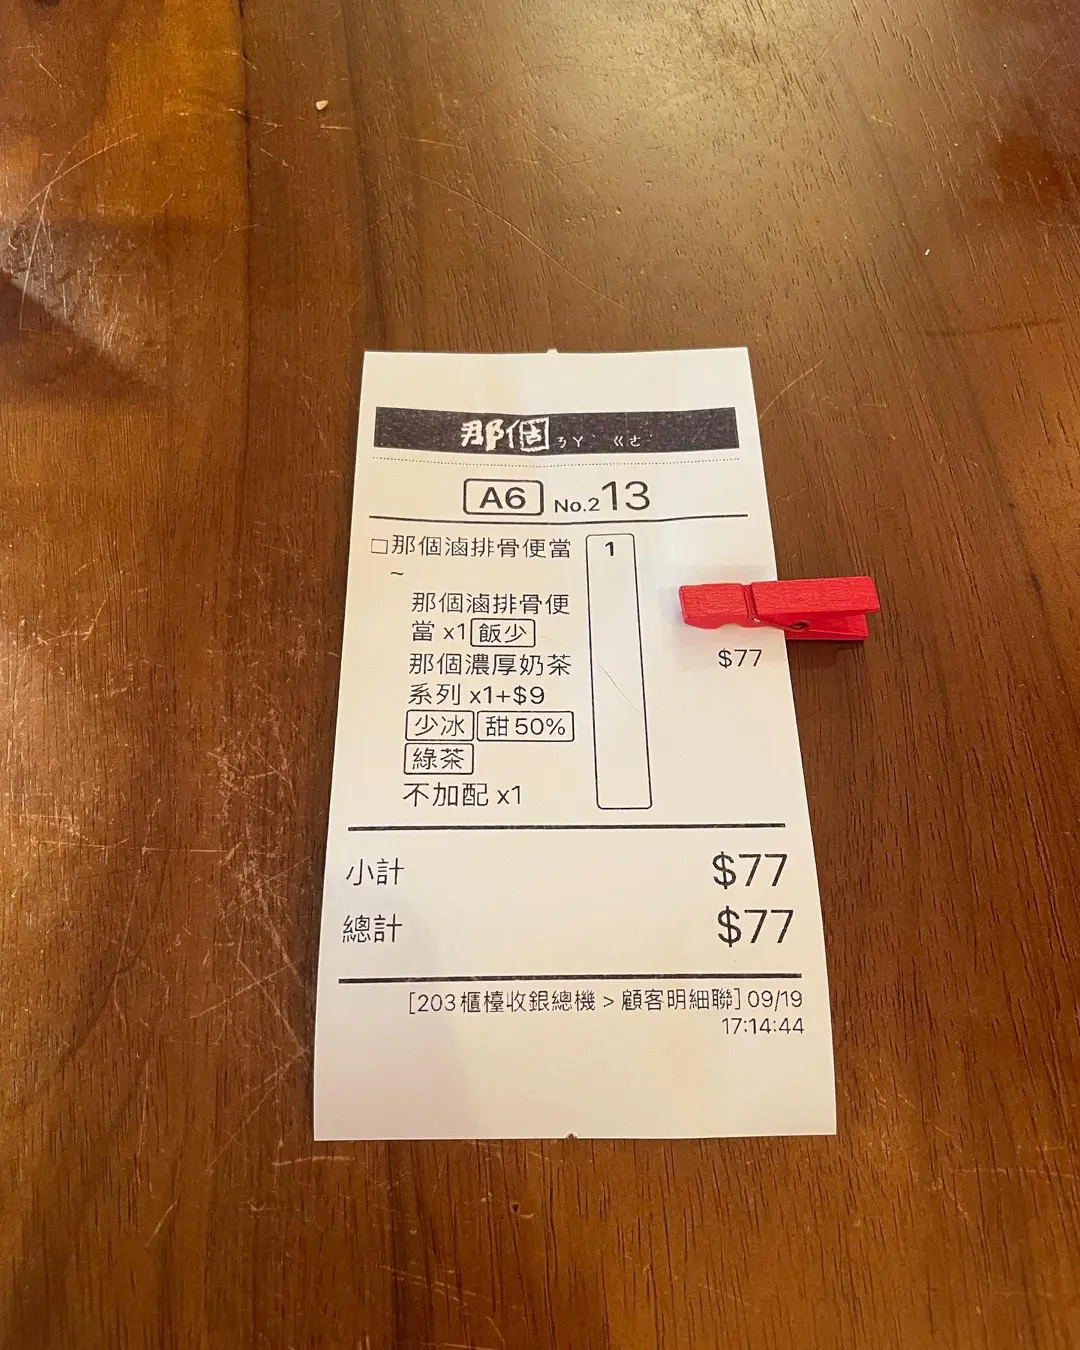 那個ㄋㄚˋ ㄍㄜ˙
A6 No.213
□那個滷排骨便當 1
~
那個滷排骨便
當 x1 飯少
$77
那個濃厚奶茶
系列 x1+$9
少冰 甜50%
綠茶
不加配 x1
小計 $77
總計 $77
[203櫃檯收銀總機 > 顧客明細聯] 09/19
17:14:44